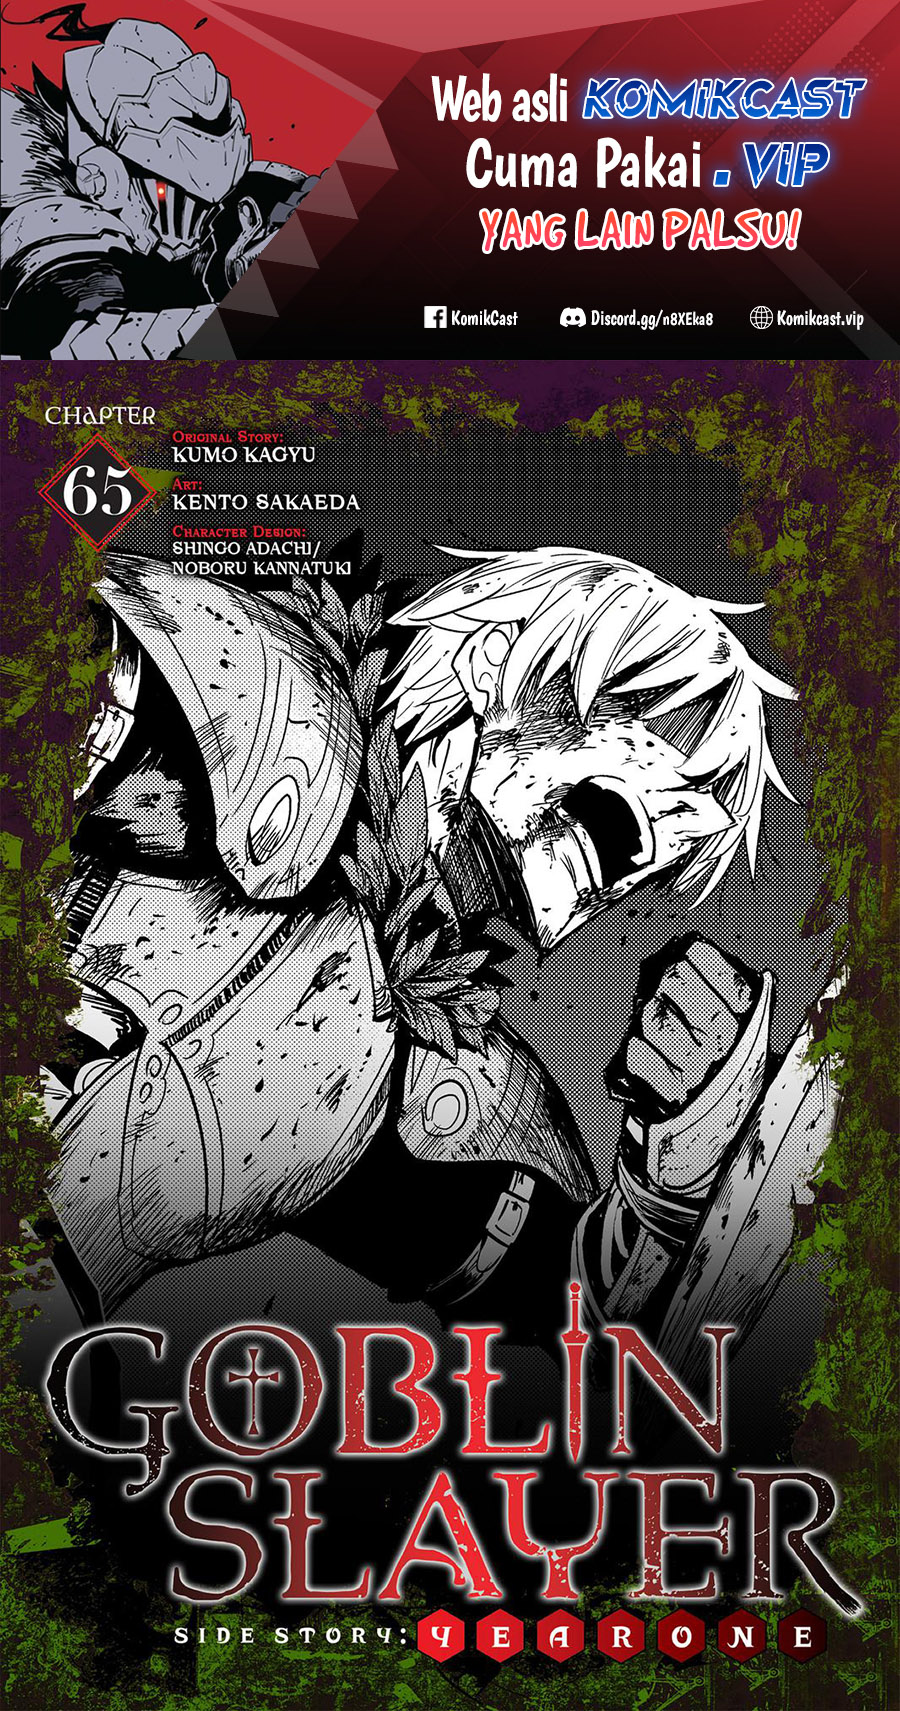 Web asli KOMIKCAST
Cuma Pakai . VIP
YANG LAIN PALSU!
KomikCast Discord.gg/n8XEka8 Komikcast.vip
CHAPTER
65
ORIGINAL STORY:
KUMO KAGYU
ART:
KENTO SAKAEDA
CHARACTER DESIGN:
SHINGO ADACHI/
NOBORU KANNATUKI
GOBLIN
SLAYER
SIDE STORY: YEAR ONE